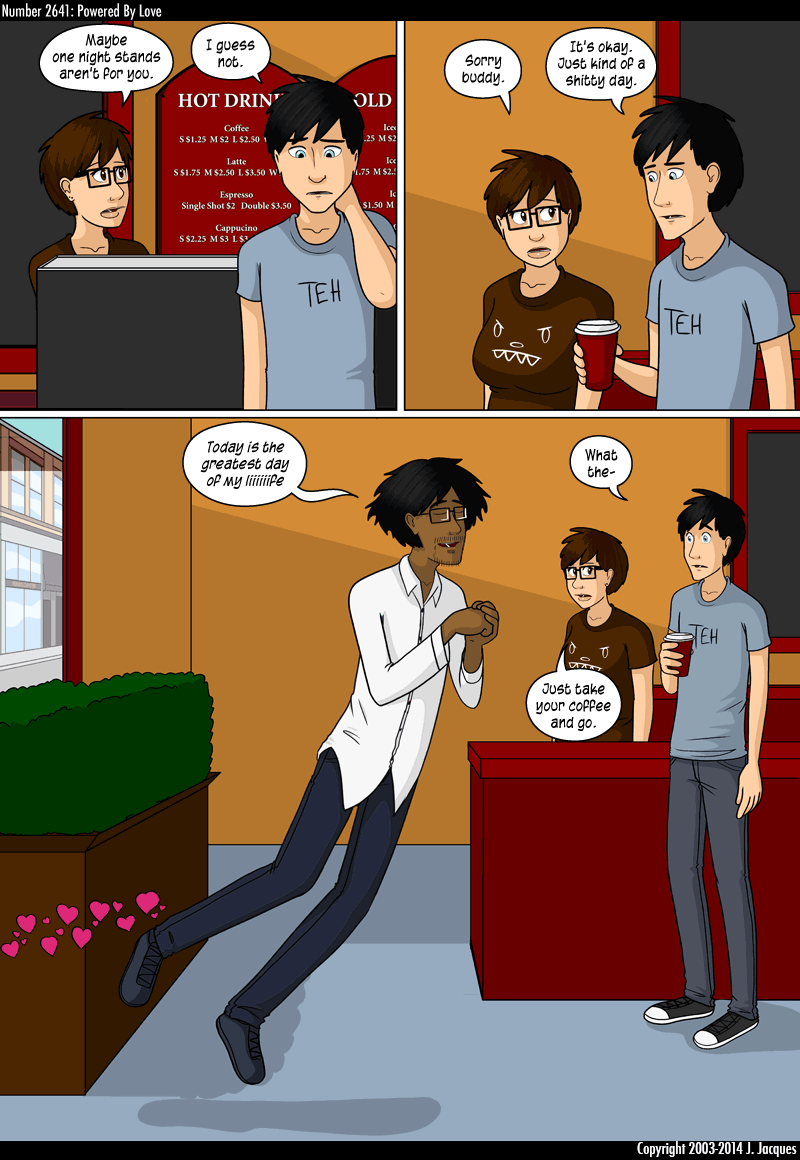 Number 2641: Powered By Love
Maybe
one night stands
aren't for you.
I guess
not.
HOT DRIN
Coffee
S $1.25 M $2 L $2.50
Latte
S $1.75 M $2.50 L $3.50
Espresso
Single Shot $2 Double $3.50
Cappucino
S $2.25 M $3 L $3
OLD
TEH
Sorry
buddy.
It's okay.
Just kind of a
shitty day.
TEH
Today is the
greatest day
of my liiiiiiife
What
the-
TEH
Just take
your coffee
and go.
Copyright 2003-2014 J. Jacques